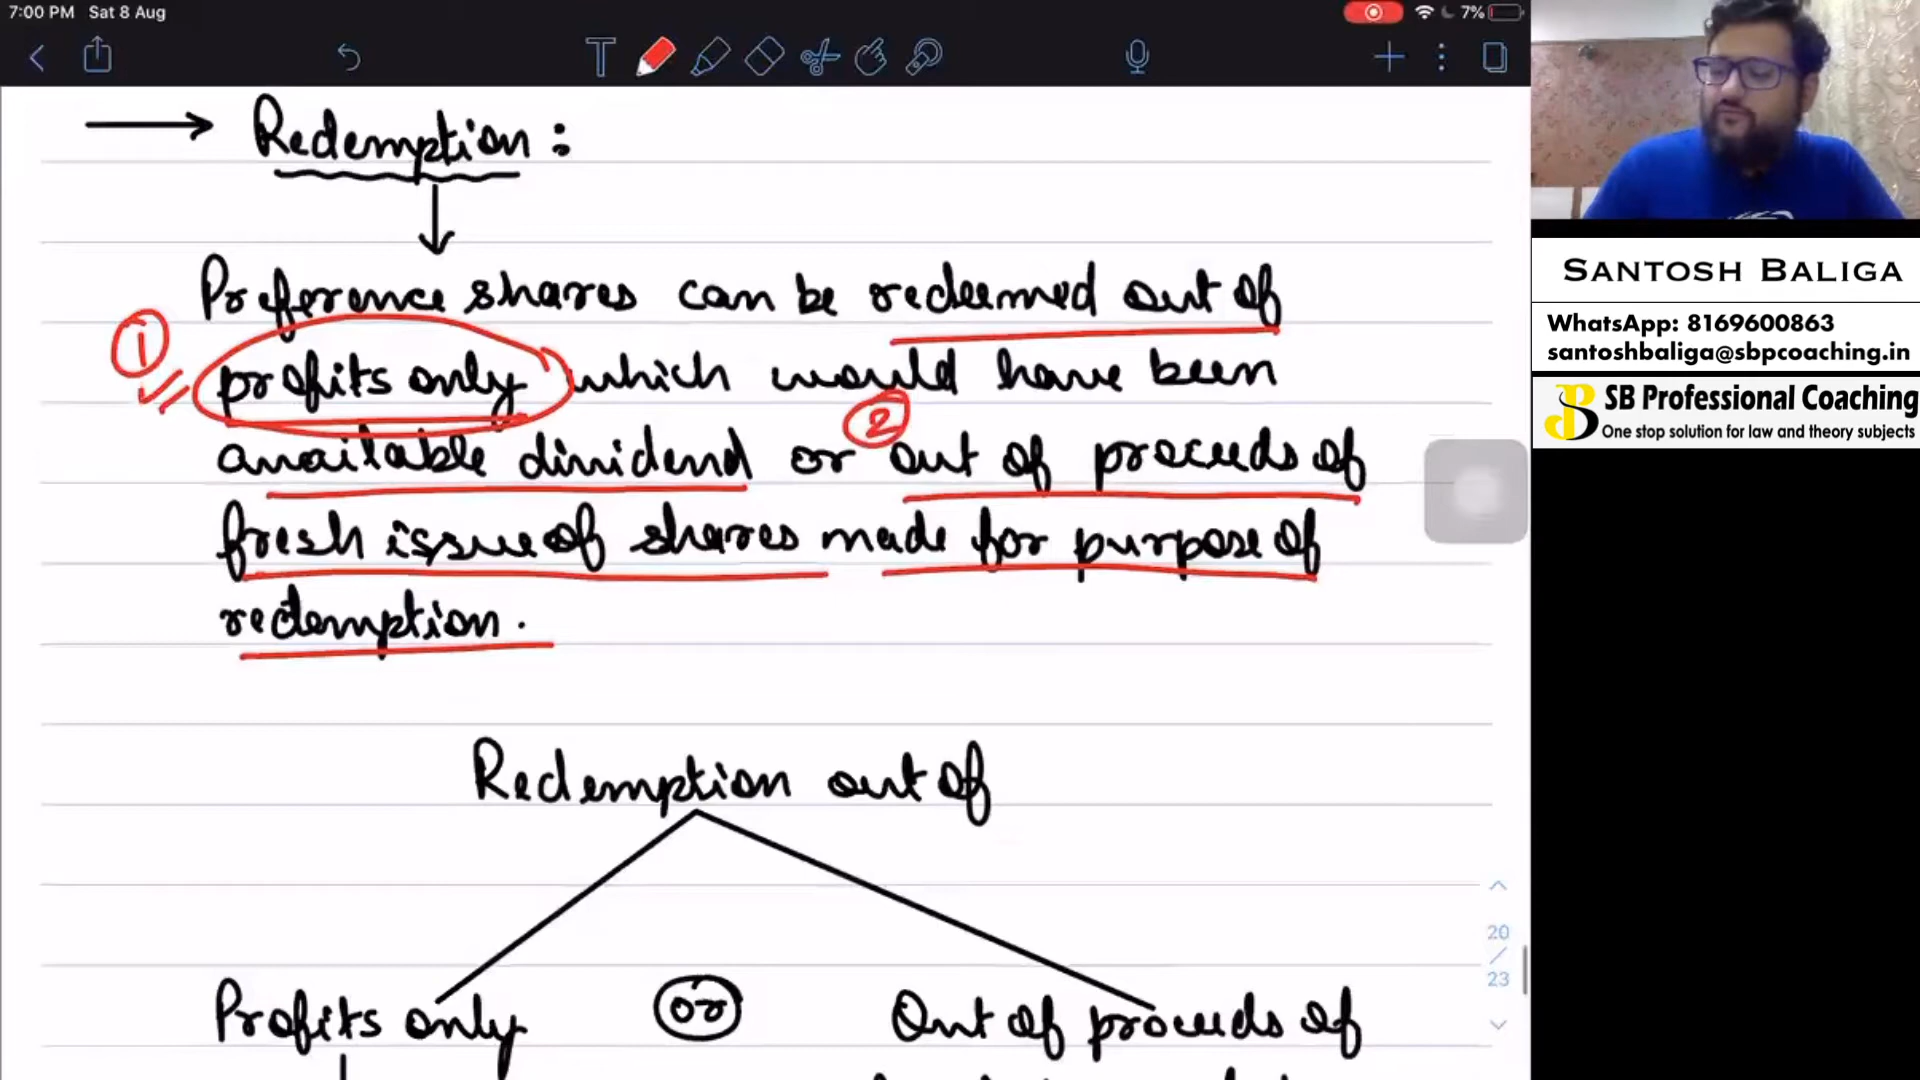 7:00 PM Sat 8 Aug
7%
T
Redemption:
Preference shares can be redeemed out of
① profits only which would have been
available dividend or ② out of proceeds of
fresh issue of shares made for purpose of
redemption.
Redemption out of
Profits only or Out of proceeds of
20
/
23
SANTOSH BALIGA
WhatsApp: 8169600863
santoshbaliga@sbpcoaching.in
SB Professional Coaching
One stop solution for law and theory subjects